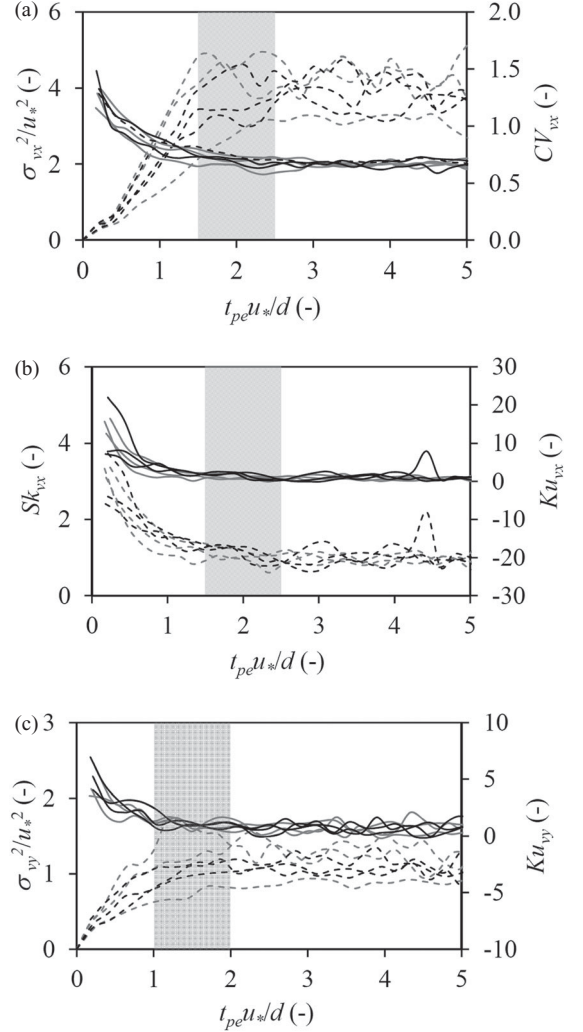 (a)
6
4
2
0
σvx²/u*² (-)
2.0
1.5
1.0
0.5
0.0
CVvx (-)
0 1 2 3 4 5
tpeu*/d (-)
(b)
6
4
2
0
Skvx (-)
30
20
10
0
-10
-20
-30
Kuvx (-)
0 1 2 3 4 5
tpeu*/d (-)
(c)
3
2
1
0
σvy²/u*² (-)
10
5
0
-5
-10
Kuvy (-)
0 1 2 3 4 5
tpeu*/d (-)